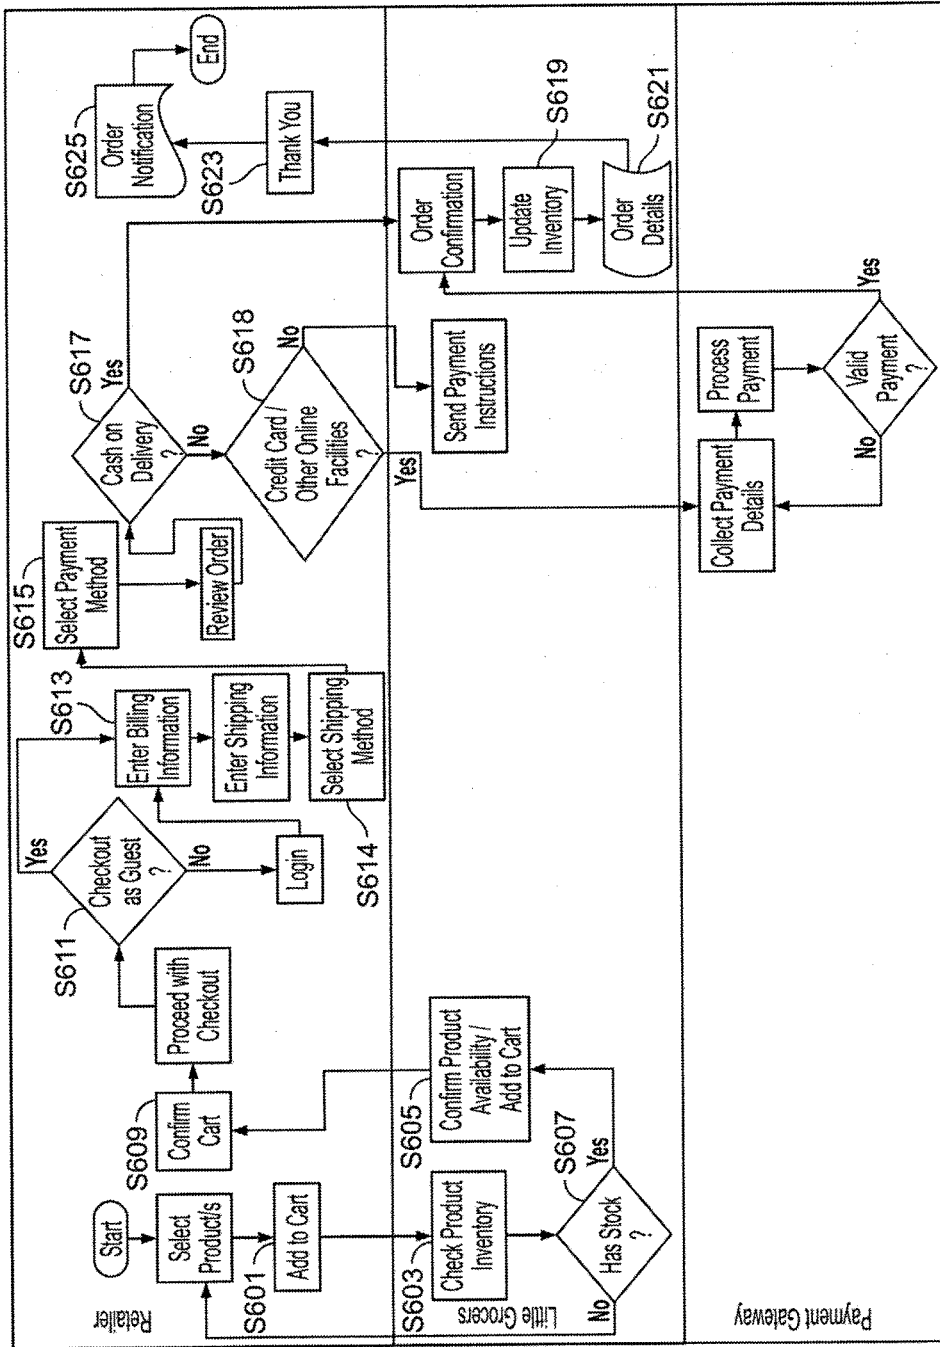 Retailer
Start
Select
Product/s
S601
Add to Cart
S609
Confirm
Cart
Proceed with
Checkout
S611
Checkout
as Guest
?
Yes
No
Login
S613
Enter Billing
Information
Enter Shipping
Information
Select Shipping
Method
S614
S615
Select Payment
Method
Review Order
S617
Cash on
Delivery
?
Yes
No
S618
Credit Card /
Other Online
Facilities
?
No
Yes
S625
Order
Notification
End
S623
Thank You
Little Grocers
S603
Check Product
Inventory
S605
Confirm Product
Availability /
Add to Cart
S607
Has Stock
?
Yes
No
Send Payment
Instructions
Order
Confirmation
S619
Update
Inventory
S621
Order
Details
Payment Gateway
Collect Payment
Details
Process
Payment
Valid
Payment
?
Yes
No